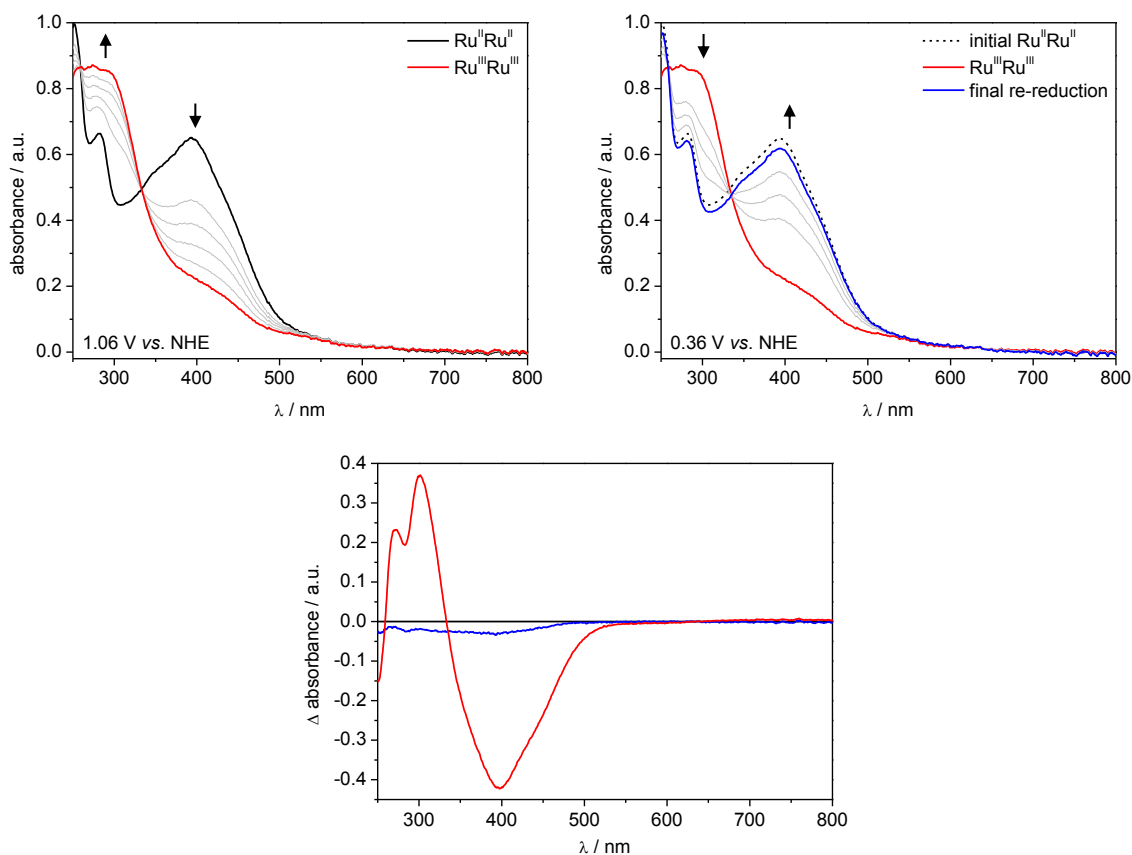 1.0
0.8
0.6
0.4
0.2
0.0
absorbance / a.u.
Ru^II Ru^II
Ru^III Ru^III
1.06 V vs. NHE
300 400 500 600 700 800
λ / nm
1.0
0.8
0.6
0.4
0.2
0.0
absorbance / a.u.
initial Ru^II Ru^II
Ru^III Ru^III
final re-reduction
0.36 V vs. NHE
300 400 500 600 700 800
λ / nm
0.4
0.3
0.2
0.1
0.0
-0.1
-0.2
-0.3
-0.4
Δ absorbance / a.u.
300 400 500 600 700 800
λ / nm